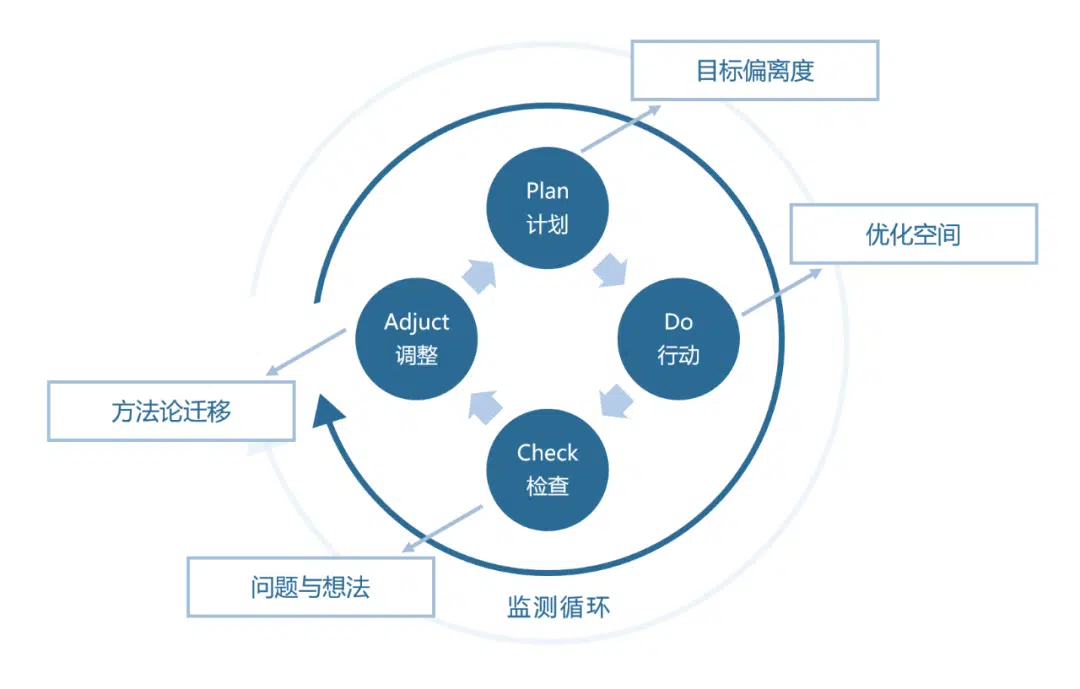 目标偏离度
Plan
计划
优化空间
Do
行动
Adjuct
调整
方法论迁移
Check
检查
问题与想法
监测循环